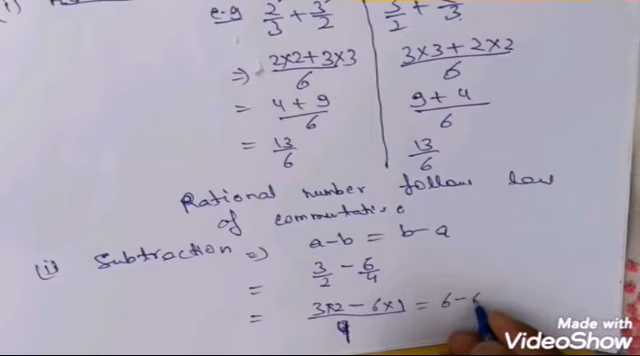 (i)
e.g 2/3 + 3/2 | 3/2 + 2/3
⇒ 2×2+3×3/6 | 3×3+2×2/6
= 4+9/6 | 9+4/6
= 13/6 | 13/6
Rational number follow law
of commutative
(ii) Subtraction ⇒ a-b = b-a
= 3/2 - 6/4
= 3×2 - 6×1/4 = 6-6
Made with
VideoShow